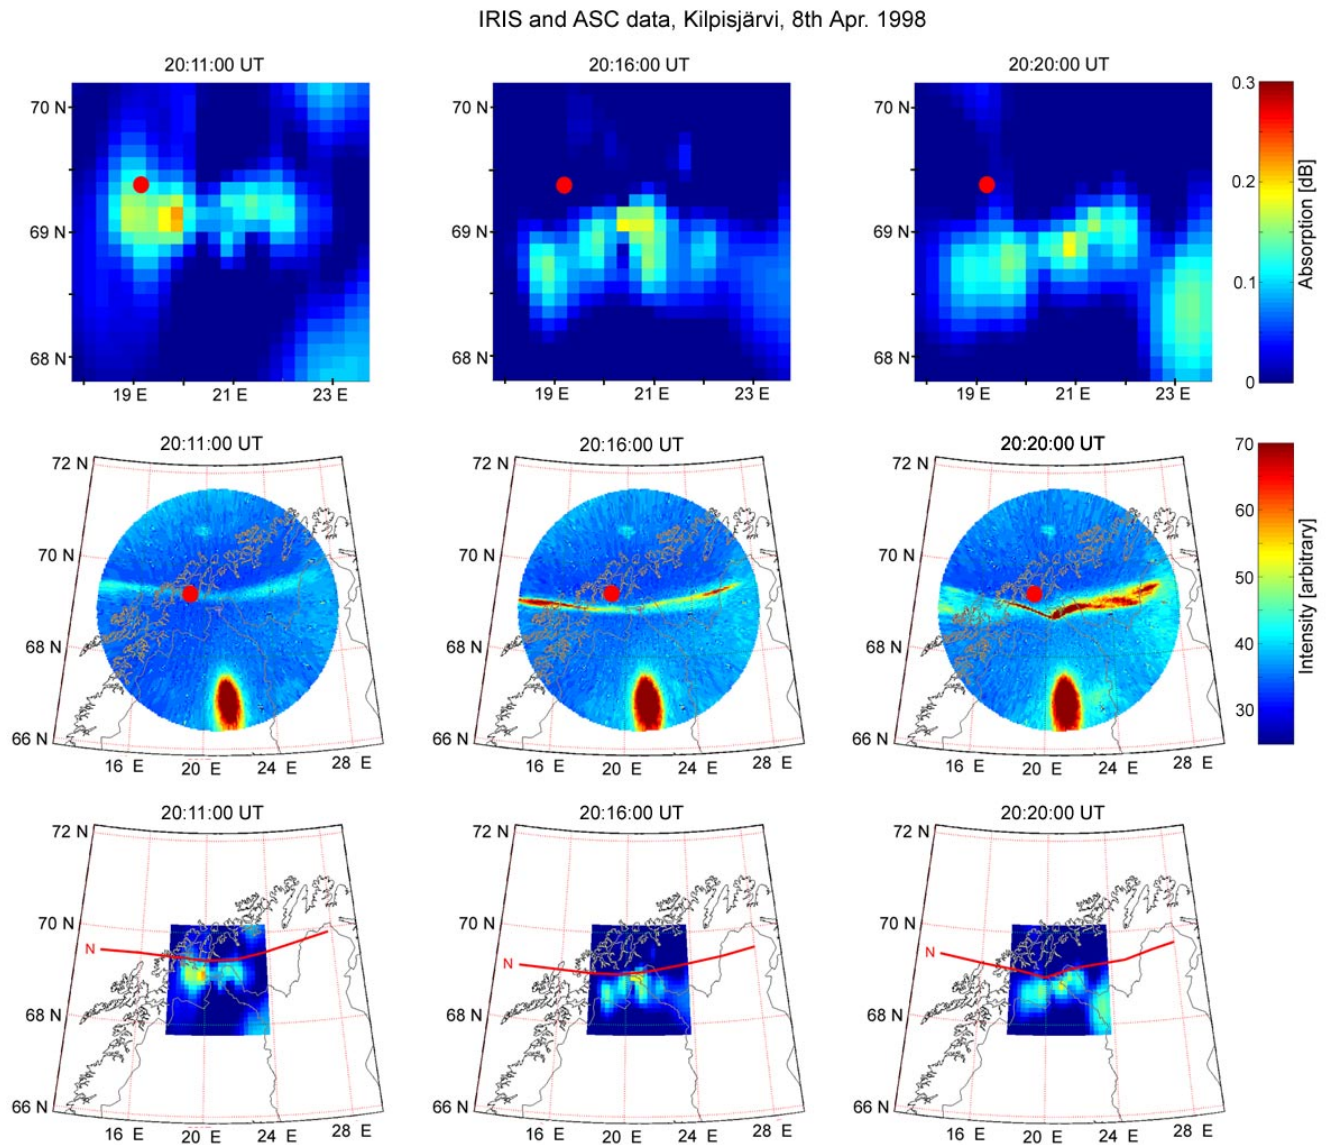 IRIS and ASC data, Kilpisjärvi, 8th Apr. 1998
20:11:00 UT 20:16:00 UT 20:20:00 UT
70 N 70 N 70 N 0.3
0.2
69 N 69 N 69 N
0.1
68 N 68 N 68 N
0
Absorption [dB]
19 E 21 E 23 E 19 E 21 E 23 E 19 E 21 E 23 E
20:11:00 UT 20:16:00 UT 20:20:00 UT
72 N 72 N 72 N 70
60
70 N 70 N 70 N
50
68 N 68 N 68 N 40
30
66 N 66 N 66 N
Intensity [arbitrary]
16 E 20 E 24 E 28 E 16 E 20 E 24 E 28 E 16 E 20 E 24 E 28 E
20:11:00 UT 20:16:00 UT 20:20:00 UT
72 N 72 N 72 N
70 N 70 N 70 N
N N N
68 N 68 N 68 N
66 N 66 N 66 N
16 E 20 E 24 E 28 E 16 E 20 E 24 E 28 E 16 E 20 E 24 E 28 E